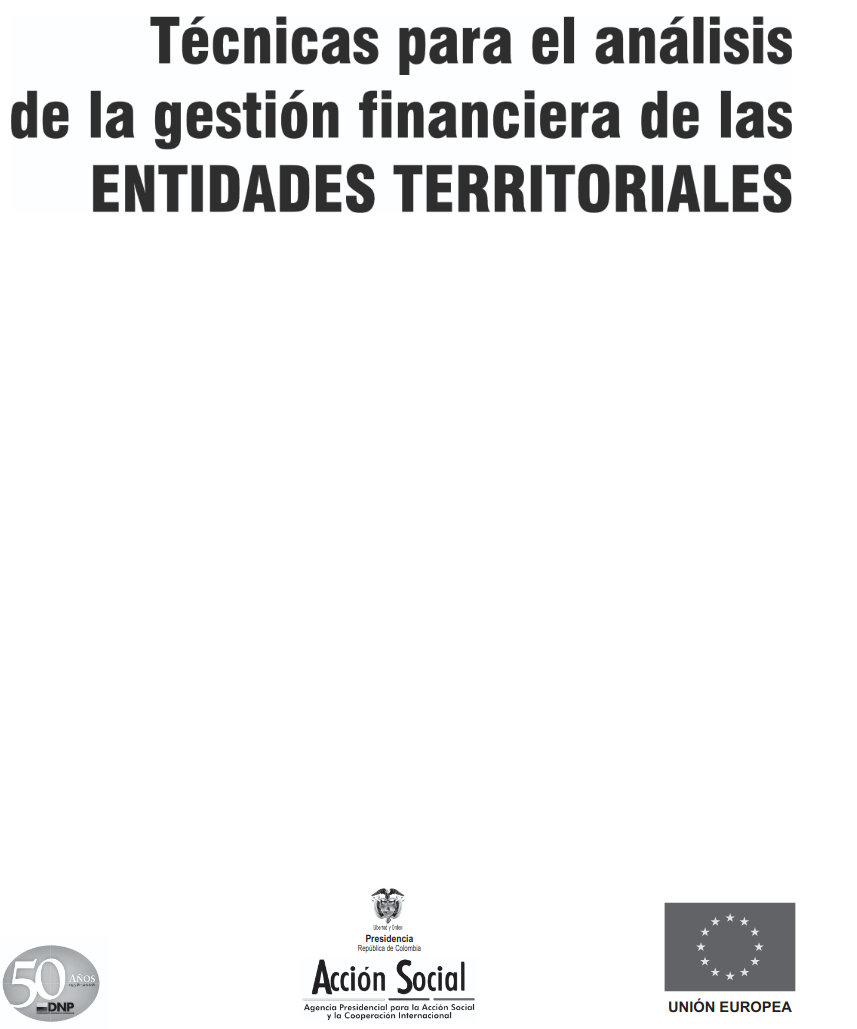 Técnicas para el análisis
de la gestión financiera de las
ENTIDADES TERRITORIALES
Libertad y Orden
Presidencia
República de Colombia
50 AÑOS
1958-2008
DNP
Acción Social
Agencia Presidencial para la Acción Social
y la Cooperación Internacional
UNIÓN EUROPEA